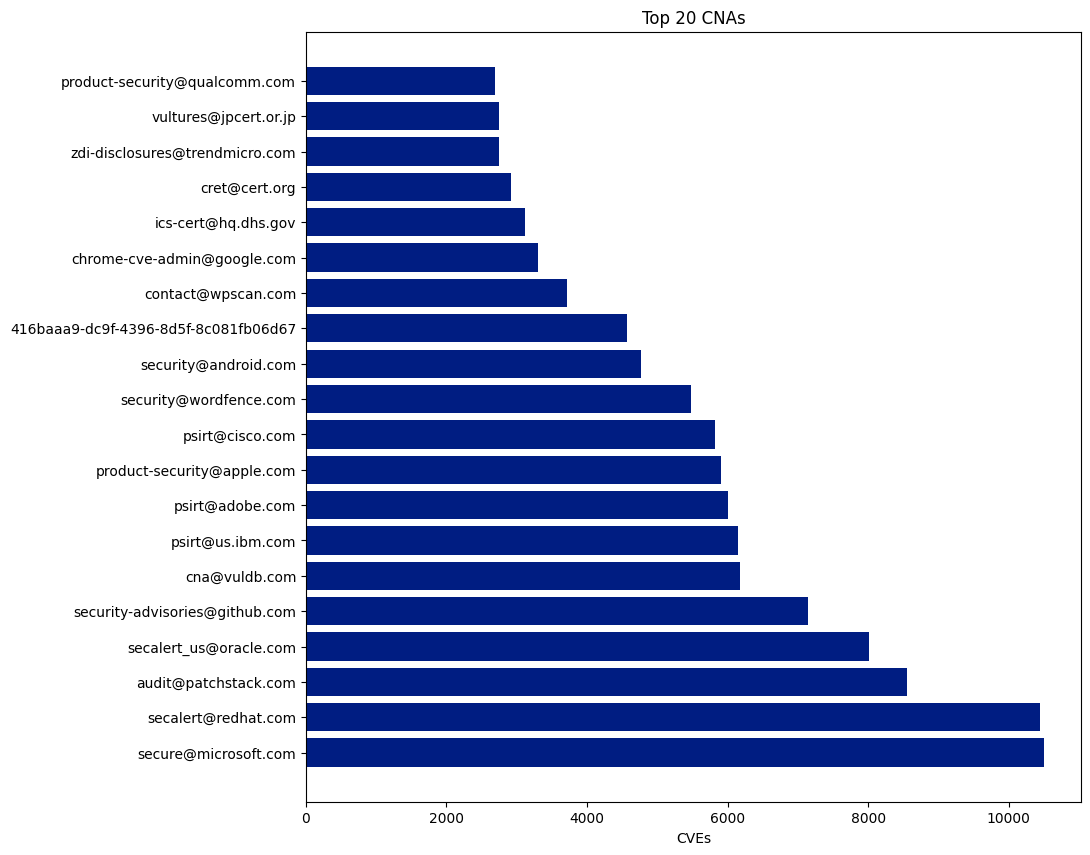 Top 20 CNAs
product-security@qualcomm.com
vultures@jpcert.or.jp
zdi-disclosures@trendmicro.com
cret@cert.org
ics-cert@hq.dhs.gov
chrome-cve-admin@google.com
contact@wpscan.com
416baaa9-dc9f-4396-8d5f-8c081fb06d67
security@android.com
security@wordfence.com
psirt@cisco.com
product-security@apple.com
psirt@adobe.com
psirt@us.ibm.com
cna@vuldb.com
security-advisories@github.com
secalert_us@oracle.com
audit@patchstack.com
secalert@redhat.com
secure@microsoft.com
0 2000 4000 6000 8000 10000
CVEs